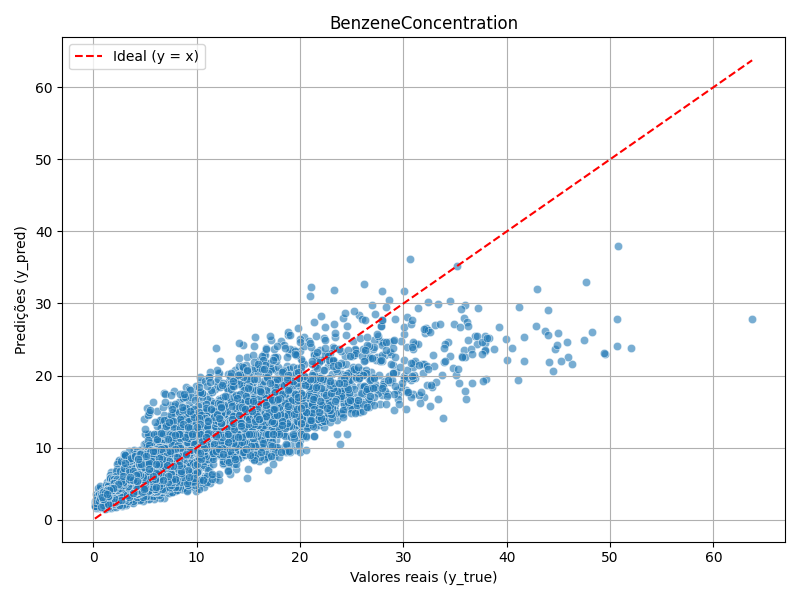 BenzeneConcentration
Ideal (y = x)
60
50
40
30
20
10
0
Predições (y_pred)
0 10 20 30 40 50 60
Valores reais (y_true)